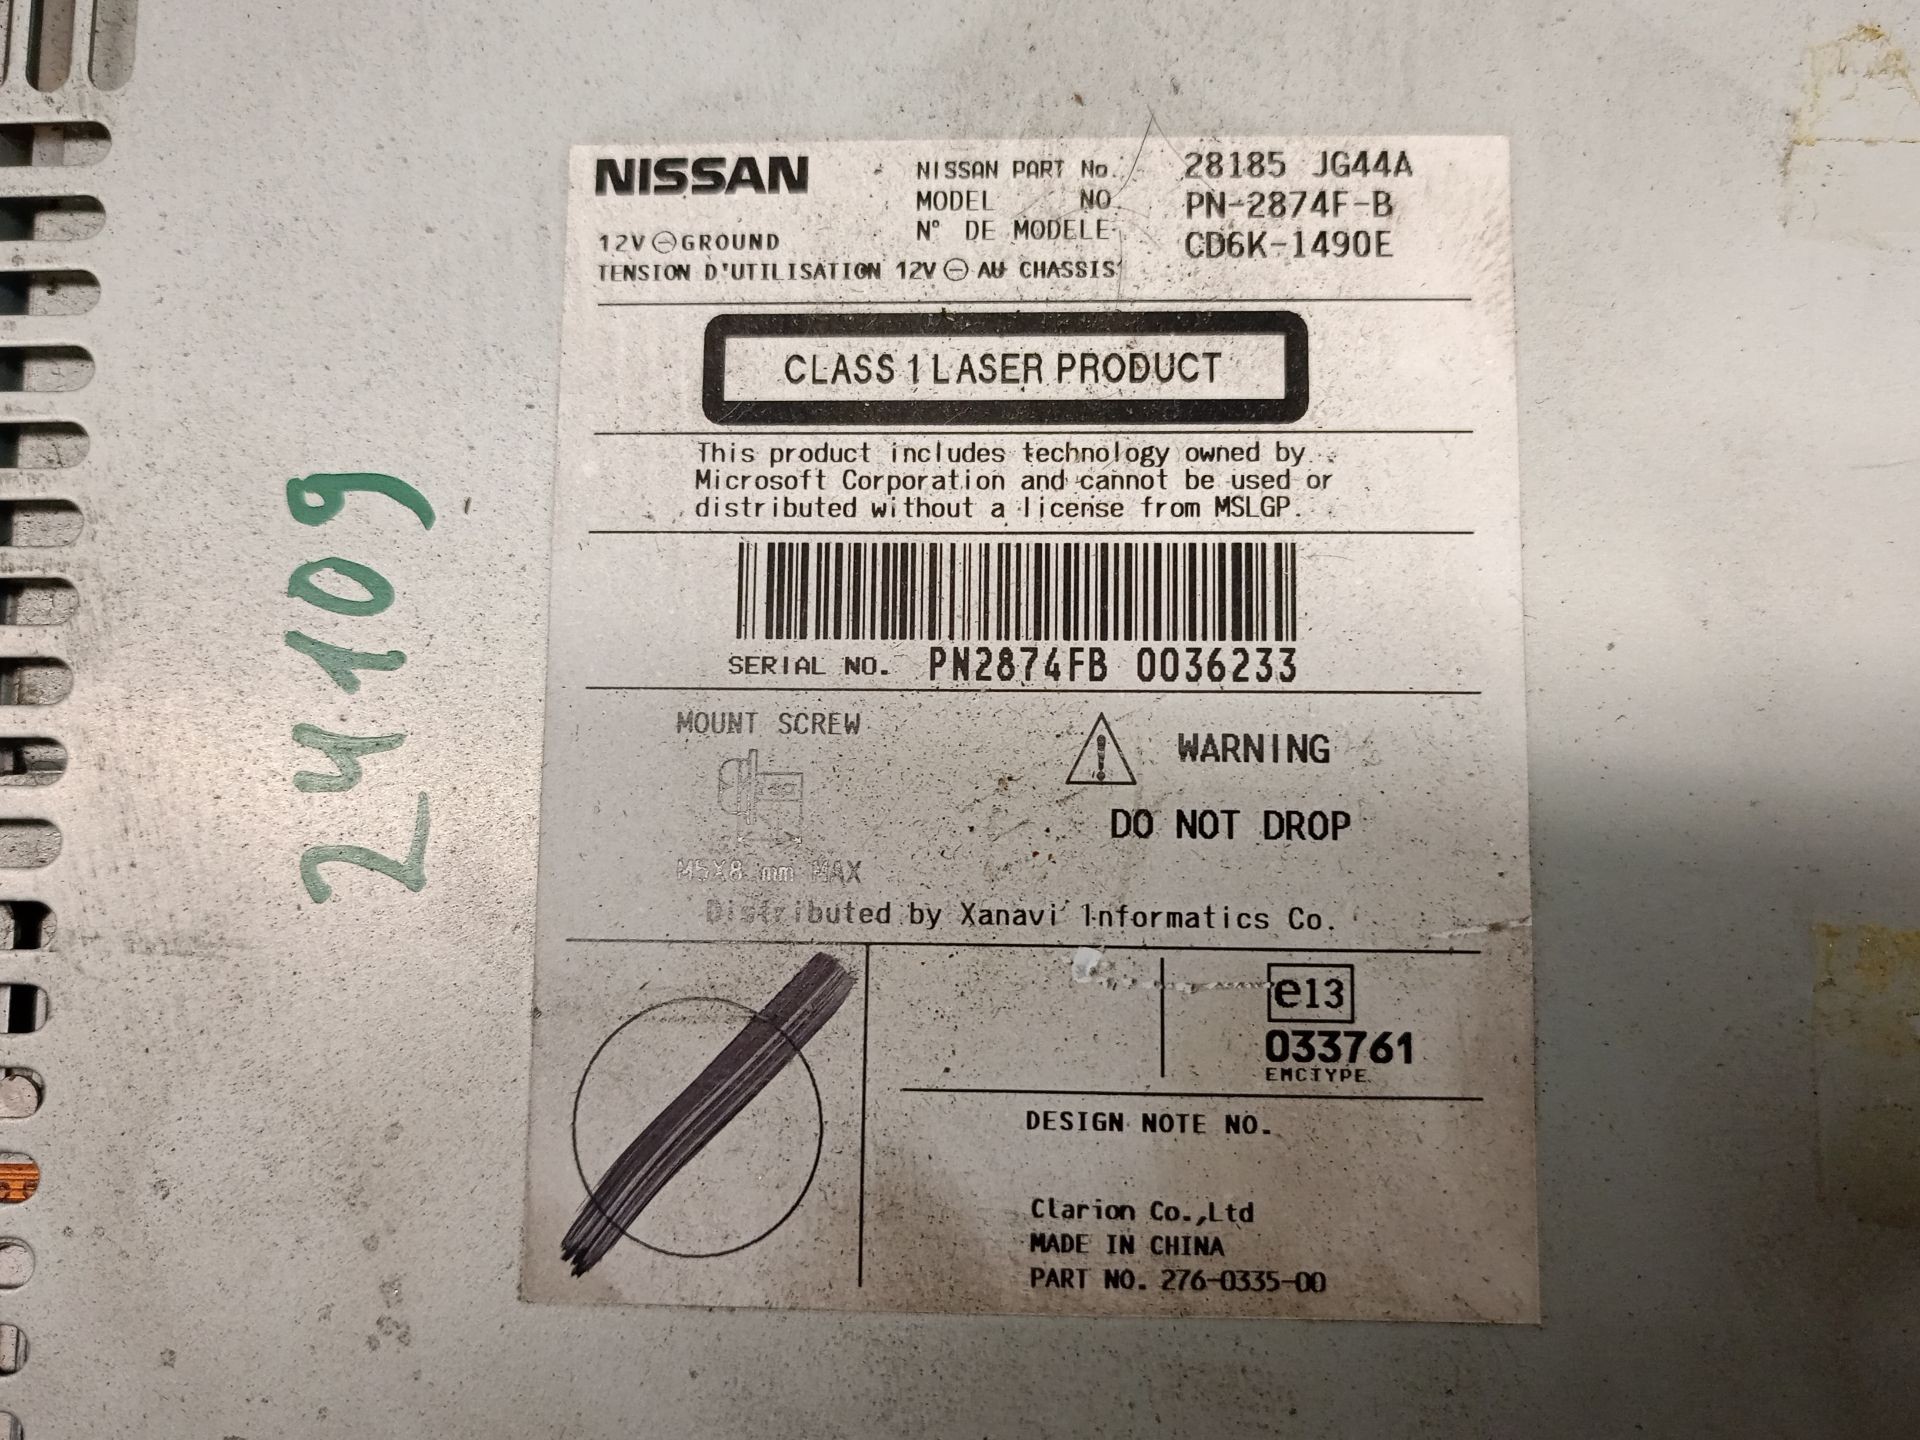 NISSAN
NISSAN PART No. 28185 JG44A
MODEL NO. PN-2874F-B
N° DE MODELE CD6K-1490E
12V ⊖ GROUND
TENSION D'UTILISATION 12V ⊖ AU CHASSIS
CLASS 1 LASER PRODUCT
This product includes technology owned by
Microsoft Corporation and cannot be used or
distributed without a license from MSLGP.
SERIAL NO. PN2874FB 0036233
MOUNT SCREW
M5X8 mm MAX
WARNING
DO NOT DROP
Distributed by Xanavi Informatics Co.
e13
033761
EMCTYPE
DESIGN NOTE NO.
Clarion Co.,Ltd
MADE IN CHINA
PART NO. 276-0335-00
24109